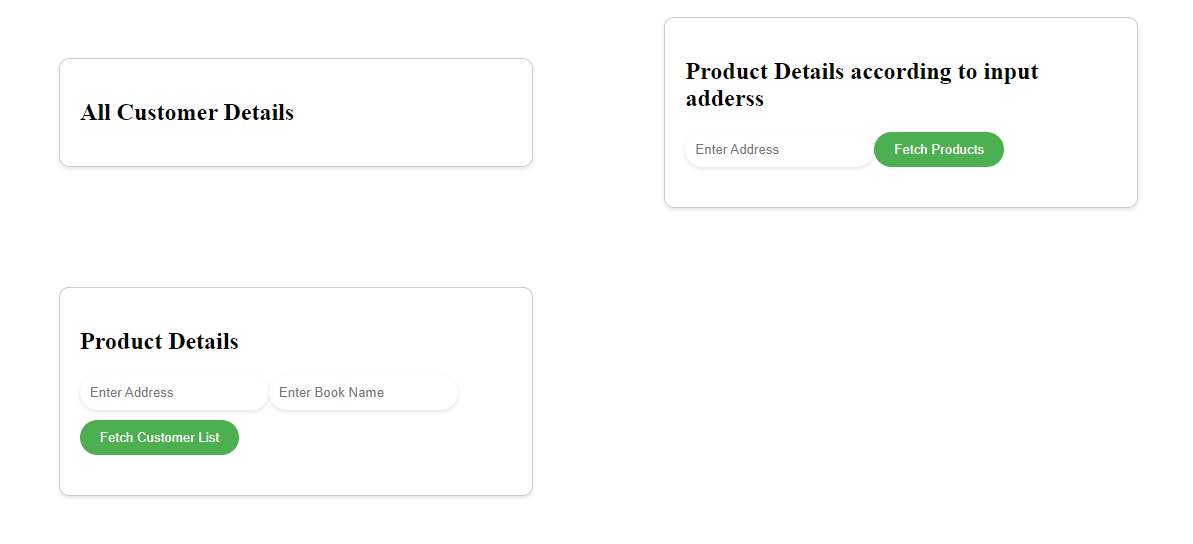 All Customer Details
Product Details according to input
adderss
Enter Address
Fetch Products
Product Details
Enter Address
Enter Book Name
Fetch Customer List